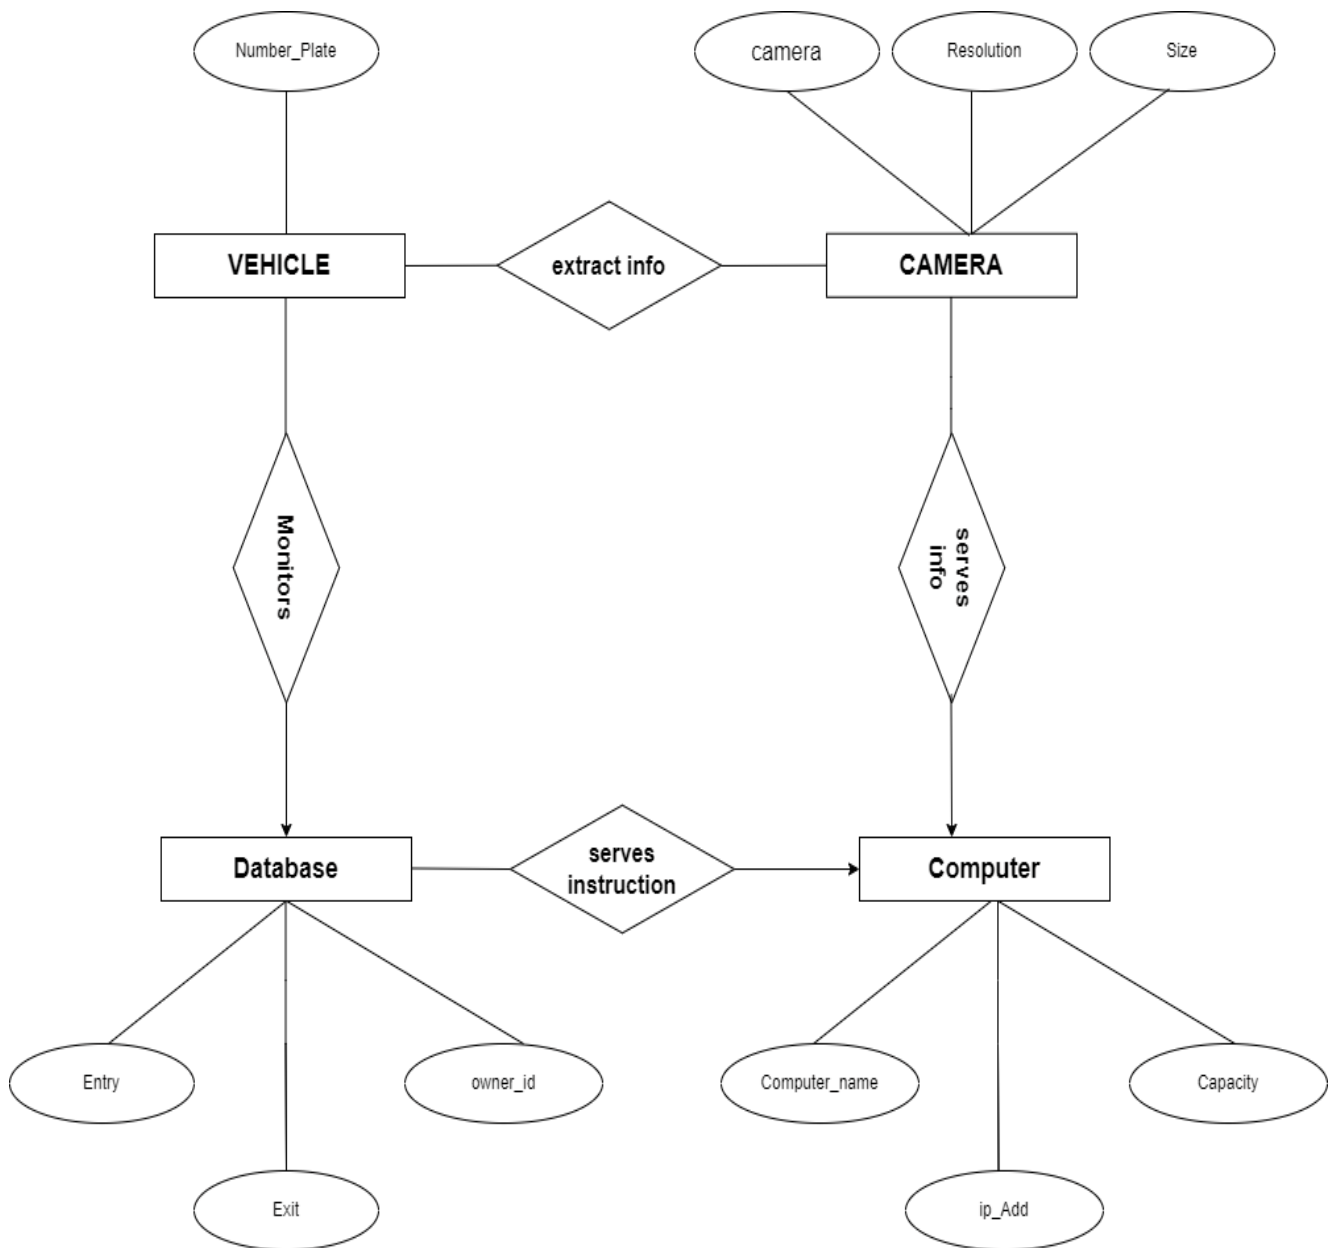 Number_Plate
camera
Resolution
Size
VEHICLE
extract info
CAMERA
Monitors
serves
info
Database
serves
instruction
Computer
Entry
owner_id
Computer_name
Capacity
Exit
ip_Add